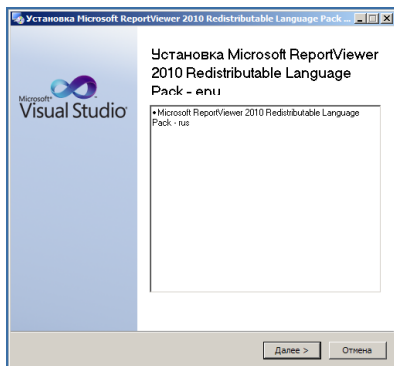 Установка Microsoft ReportViewer 2010 Redistributable Language Pack ...
Установка Microsoft ReportViewer
2010 Redistributable Language
Pack - enu
Microsoft®
Visual Studio®
• Microsoft ReportViewer 2010 Redistributable Language
Pack - rus
Далее >
Отмена